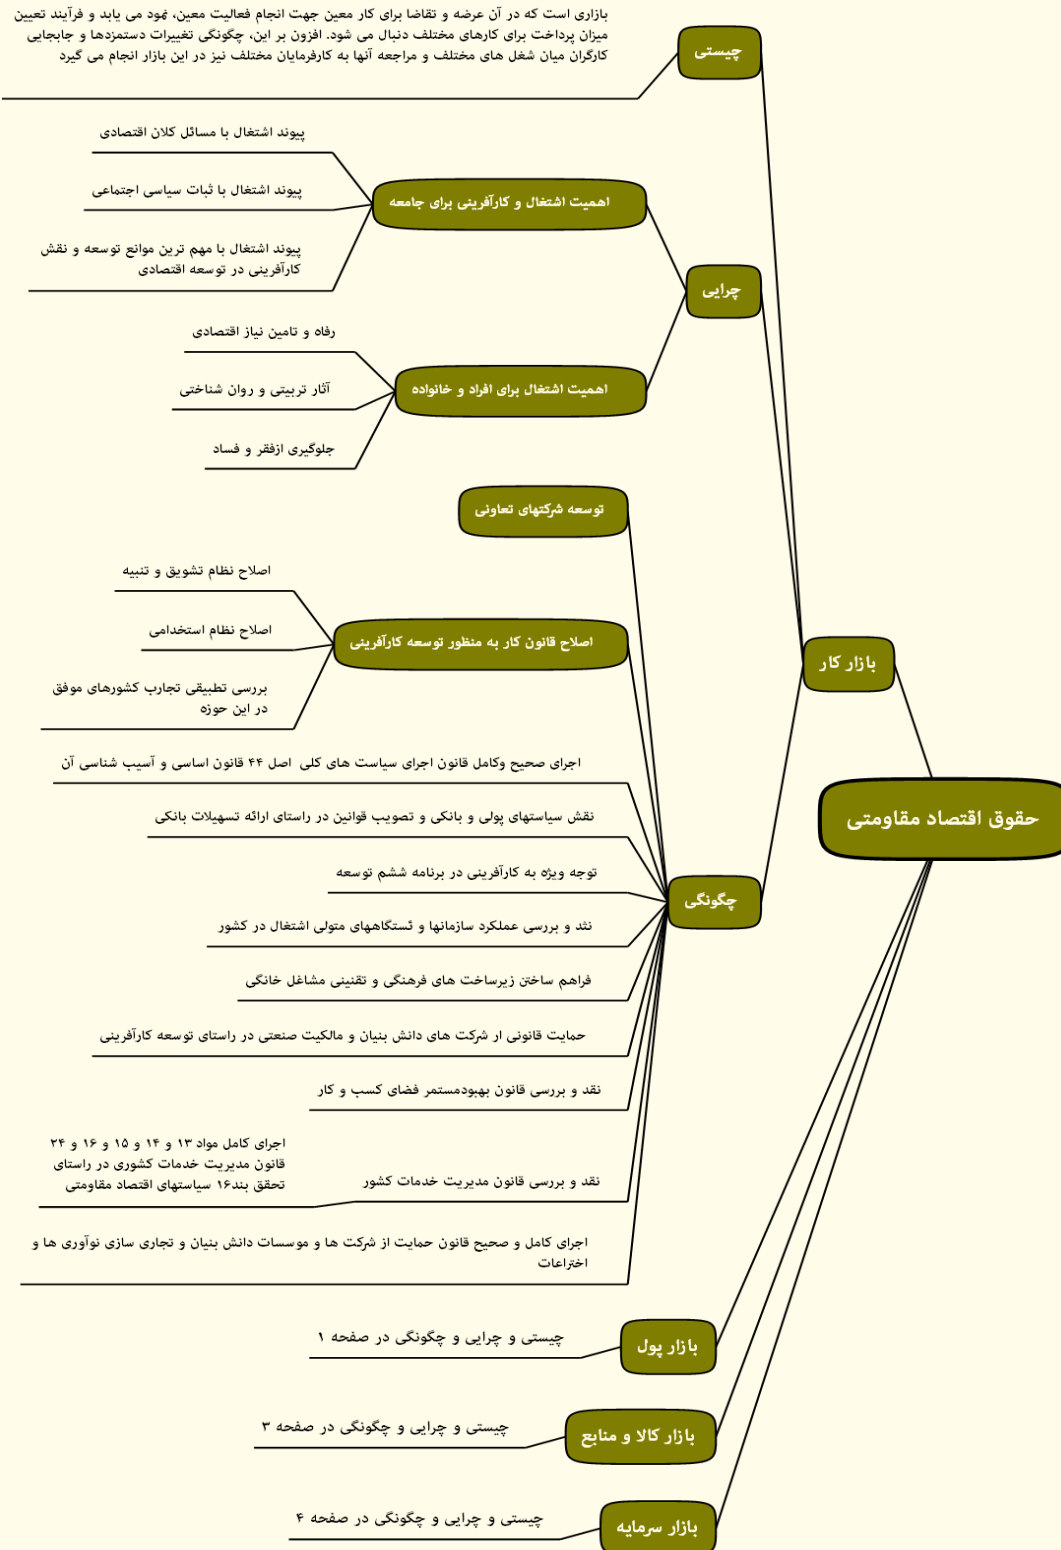 حقوق اقتصاد مقاومتی
بازار کار
چیستی
بازاری است که در آن عرضه و تقاضا برای کار معین جهت انجام فعالیت معین، نمود می یابد و فرآیند تعیین
میزان پرداخت برای کارهای مختلف دنبال می شود. افزون بر این، چگونگی تغییرات دستمزدها و جابجایی
کارگران میان شغل های مختلف و مراجعه آنها به کارفرمایان مختلف نیز در این بازار انجام می گیرد
چرایی
اهمیت اشتغال و کارآفرینی برای جامعه
پیوند اشتغال با مسائل کلان اقتصادی
پیوند اشتغال با ثبات سیاسی اجتماعی
پیوند اشتغال با مهم ترین موانع توسعه و نقش
کارآفرینی در توسعه اقتصادی
اهمیت اشتغال برای افراد و خانواده
رفاه و تامین نیاز اقتصادی
آثار تربیتی و روان شناختی
جلوگیری ازفقر و فساد
چگونگی
توسعه شرکتهای تعاونی
اصلاح قانون کار به منظور توسعه کارآفرینی
اصلاح نظام تشویق و تنبیه
اصلاح نظام استخدامی
بررسی تطبیقی تجارب کشورهای موفق
در این حوزه
اجرای صحیح وکامل قانون اجرای سیاست های کلی اصل ۴۴ قانون اساسی و آسیب شناسی آن
نقش سیاستهای پولی و بانکی و تصویب قوانین در راستای ارائه تسهیلات بانکی
توجه ویژه به کارآفرینی در برنامه ششم توسعه
نثد و بررسی عملکرد سازمانها و ئستگاههای متولی اشتغال در کشور
فراهم ساختن زیرساخت های فرهنگی و تقنینی مشاغل خانگی
حمایت قانونی ار شرکت های دانش بنیان و مالکیت صنعتی در راستای توسعه کارآفرینی
نقد و بررسی قانون بهبودمستمر فضای کسب و کار
نقد و بررسی قانون مدیریت خدمات کشور
اجرای کامل مواد ۱۳ و ۱۴ و ۱۵ و ۱۶ و ۲۴
قانون مدیریت خدمات کشوری در راستای
تحقق بند۱۶ سیاستهای اقتصاد مقاومتی
اجرای کامل و صحیح قانون حمایت از شرکت ها و موسسات دانش بنیان و تجاری سازی نوآوری ها و
اختراعات
بازار پول
چیستی و چرایی و چگونگی در صفحه ۱
بازار کالا و منابع
چیستی و چرایی و چگونگی در صفحه ۳
بازار سرمایه
چیستی و چرایی و چگونگی در صفحه ۴